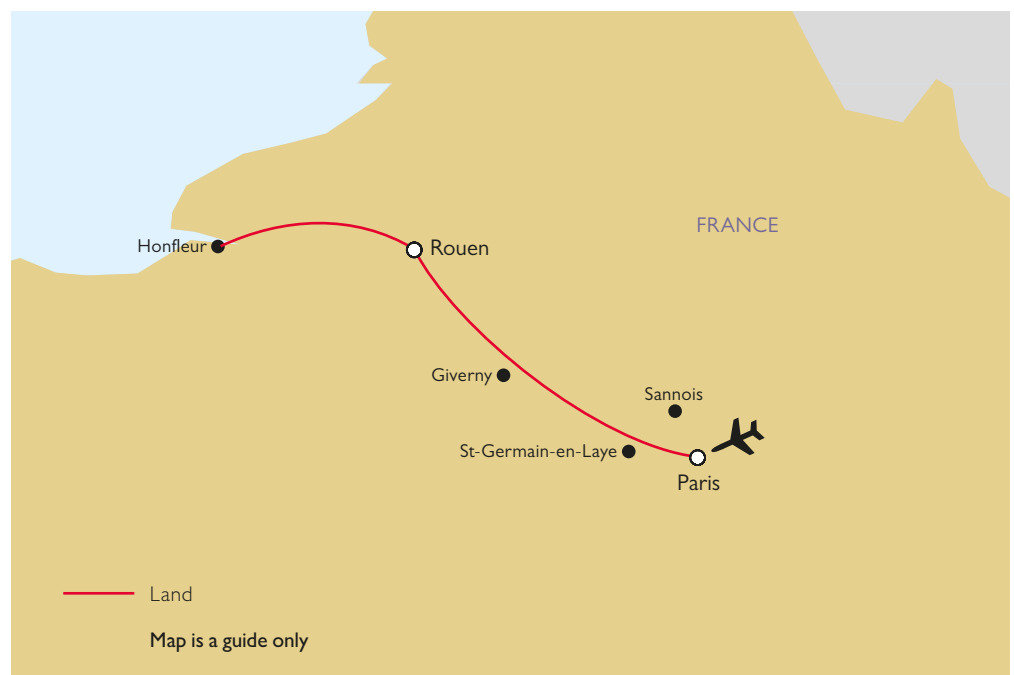 FRANCE
Honfleur
Rouen
Giverny
Sannois
St-Germain-en-Laye
Paris
Land
Map is a guide only